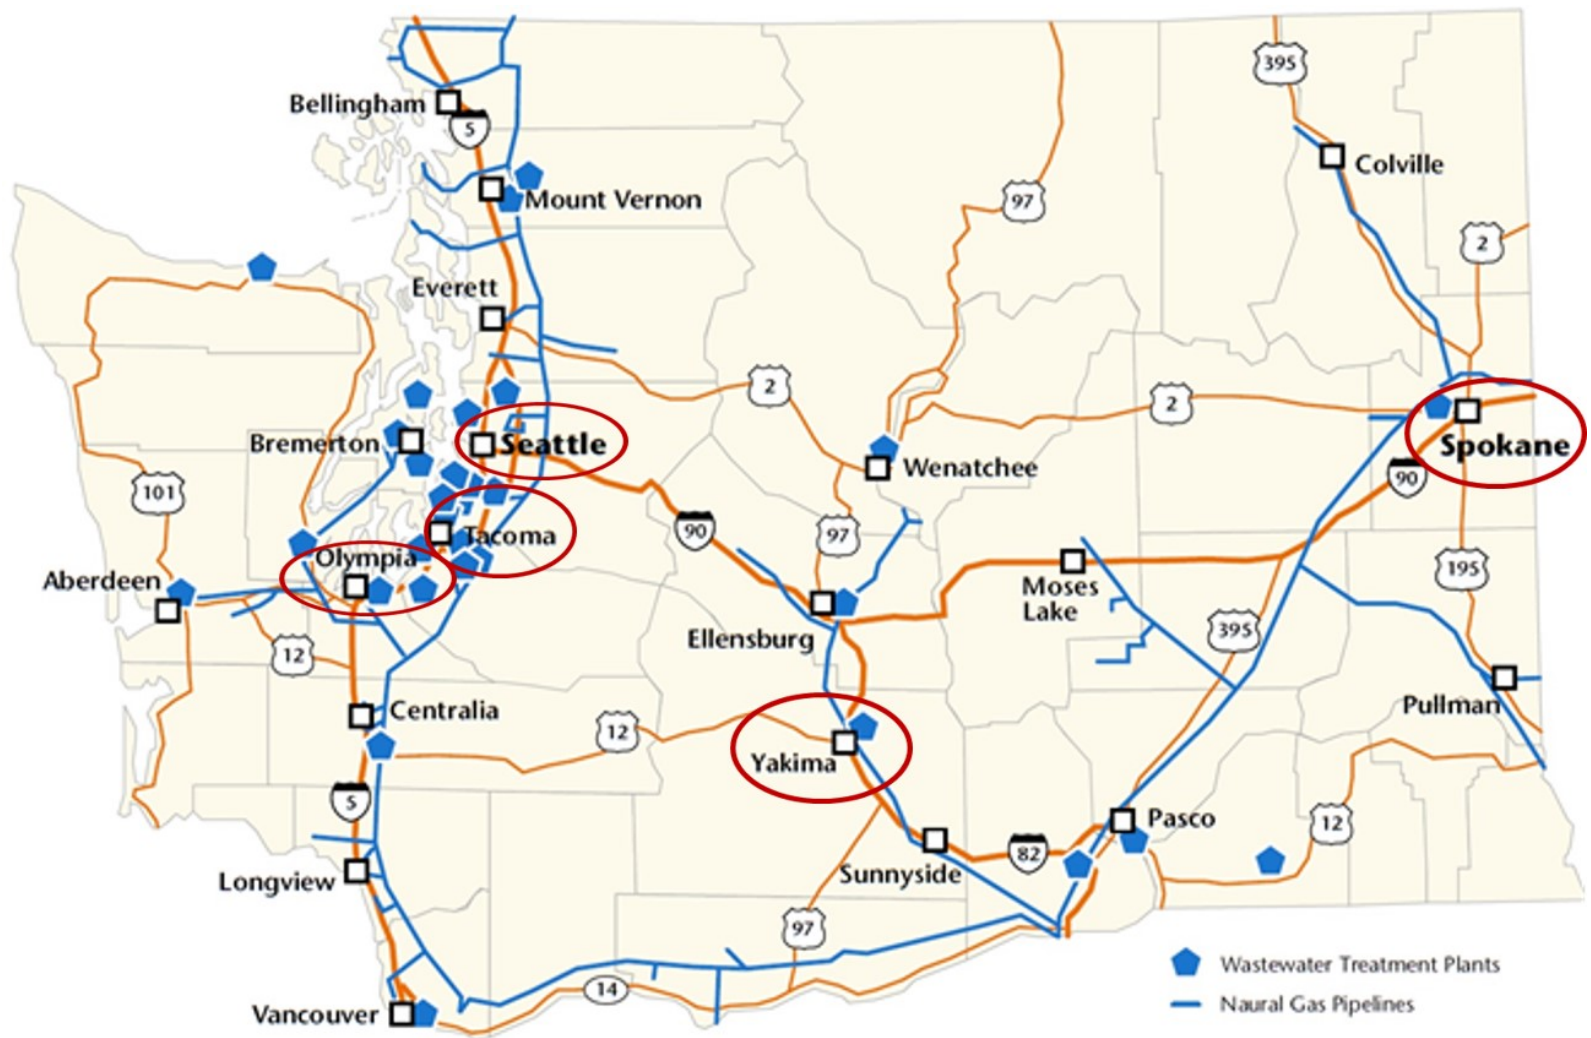 395
Bellingham
5
Colville
Mount Vernon
97
2
Everett
2
2
Bremerton
Seattle
Spokane
Wenatchee
90
101
90
97
Tacoma
Olympia
Aberdeen
Moses
Lake
195
Ellensburg
395
12
Pullman
Centralia
12
Yakima
5
Pasco
12
82
Sunnyside
Longview
97
Wastewater Treatment Plants
14
Naural Gas Pipelines
Vancouver